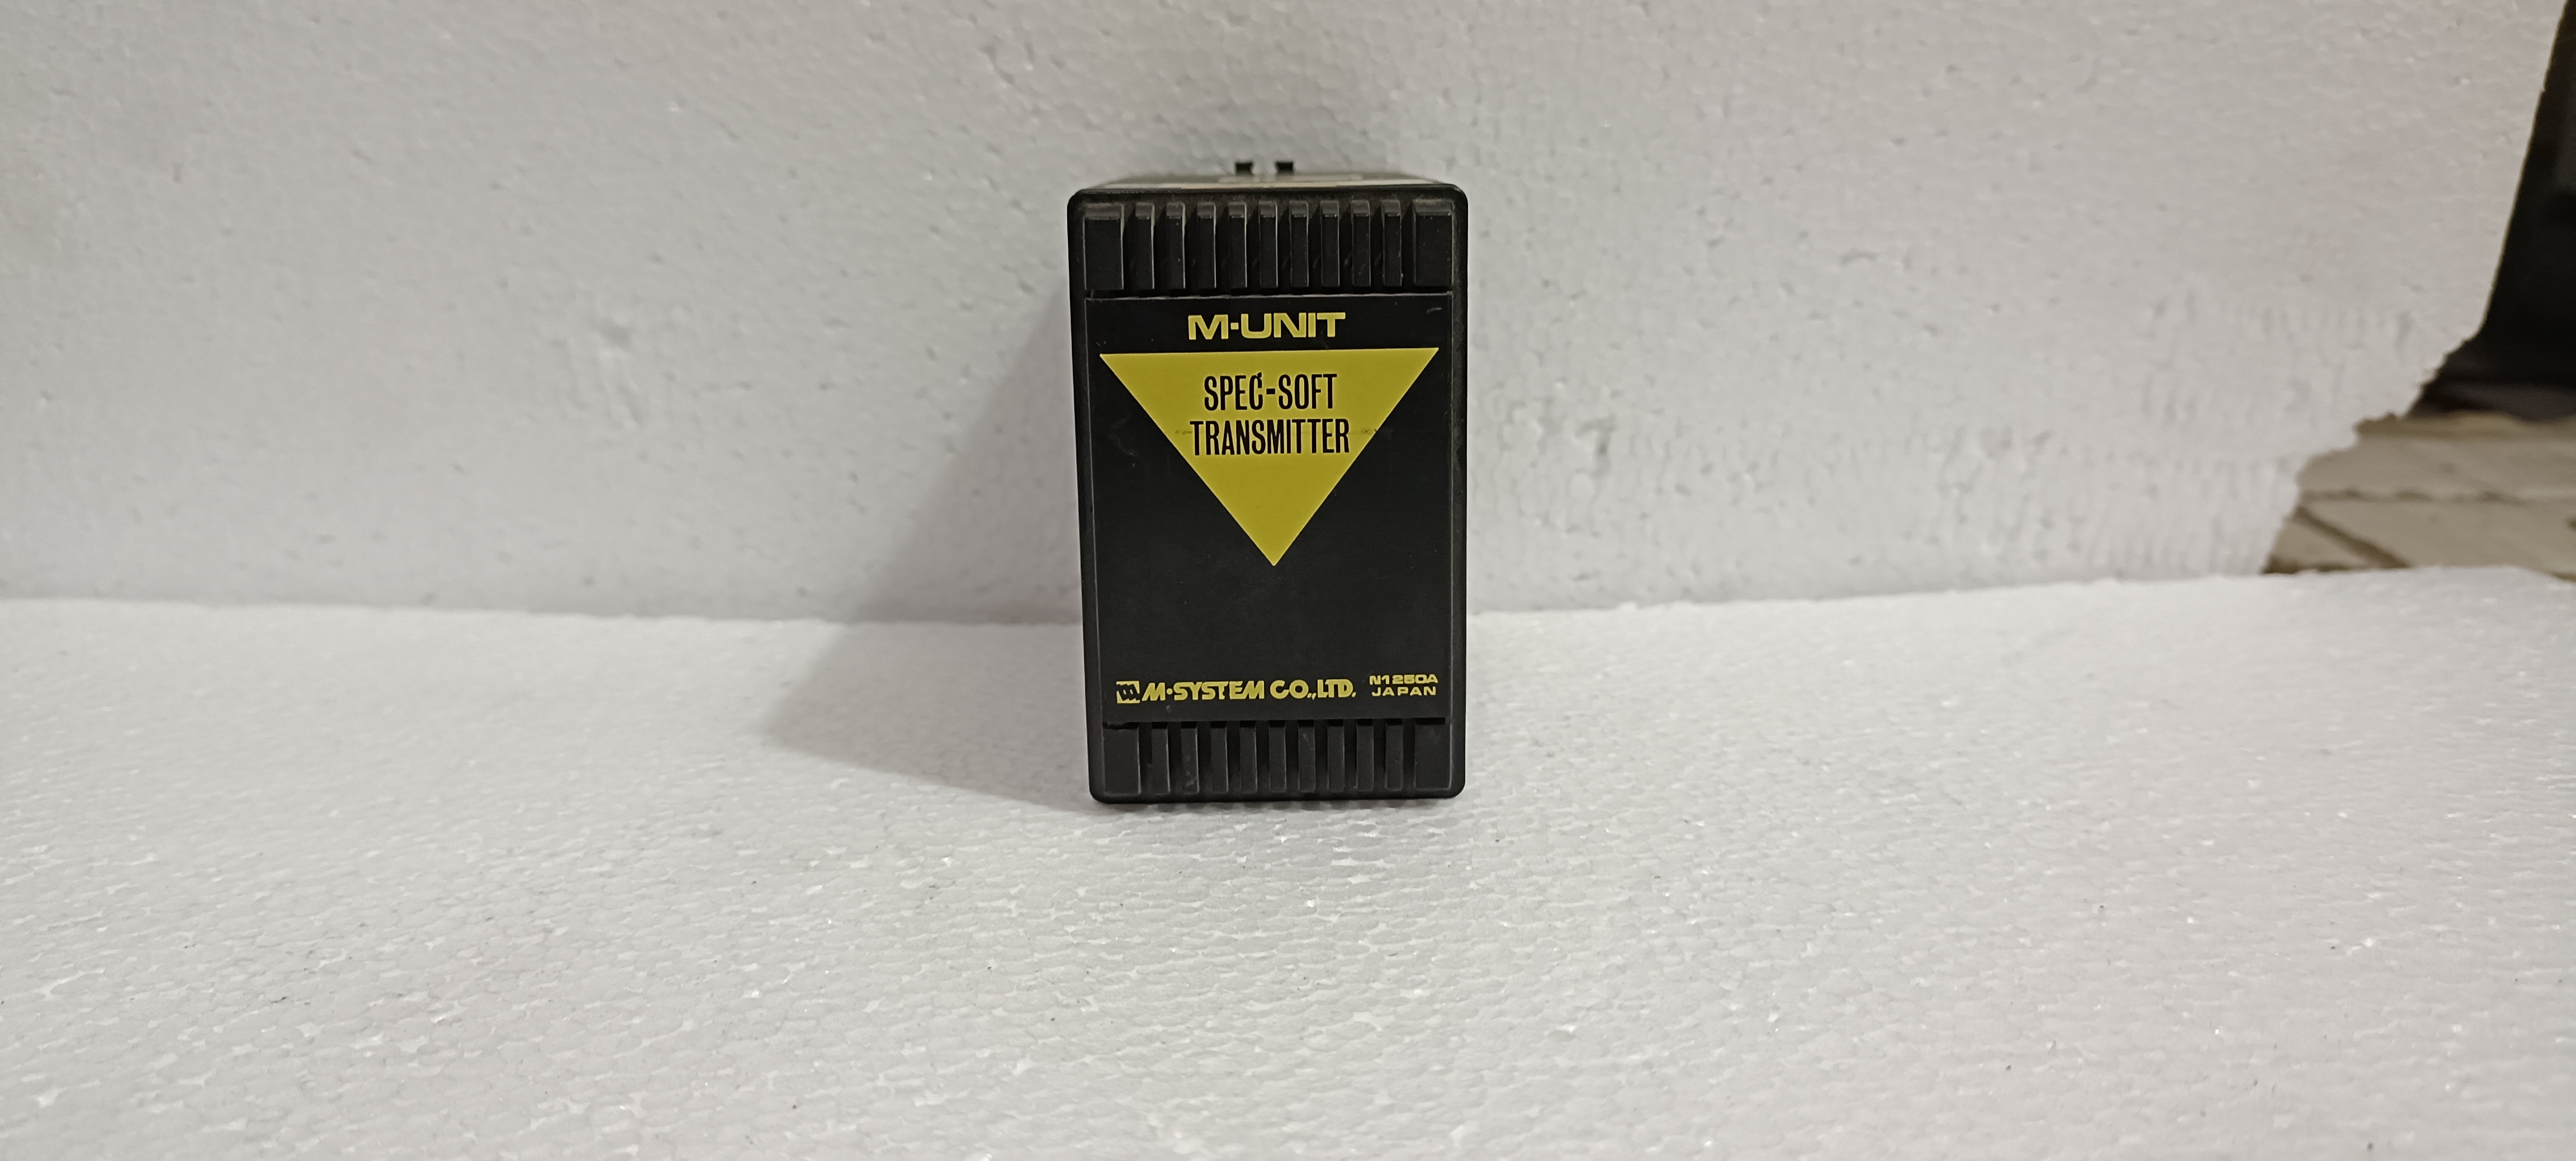 M·UNIT
SPEC-SOFT
TRANSMITTER
M·SYSTEM CO.,LTD.
N1250A
JAPAN